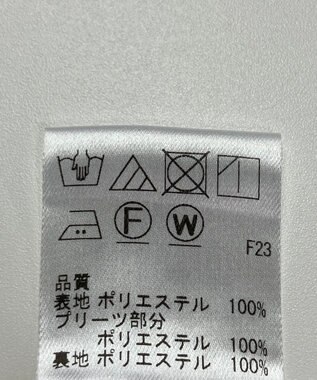 F W
F23
品質
表地 ポリエステル 100%
プリーツ部分
ポリエステル 100%
裏地 ポリエステル 100%